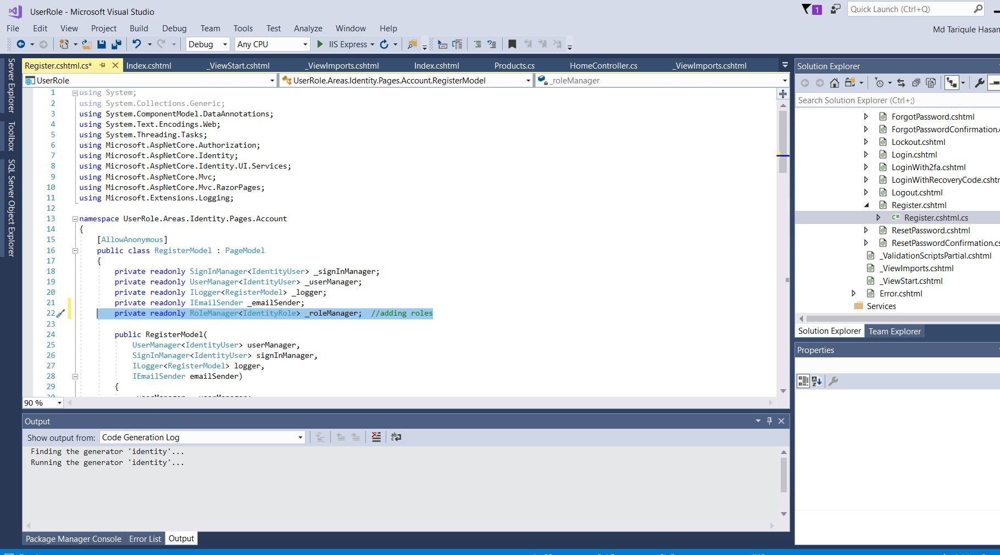 UserRole - Microsoft Visual Studio
1
Quick Launch (Ctrl+Q)
File Edit View Project Build Debug Team Tools Test Analyze Window Help
Md Tariqule Hasan
Debug Any CPU IIS Express
Server Explorer
Toolbox
SQL Server Object Explorer
Register.cshtml.cs* Index.cshtml _ViewStart.cshtml _ViewImports.cshtml Index.cshtml Products.cs HomeController.cs _ViewImports.cshtml
UserRole UserRole.Areas.Identity.Pages.Account.RegisterModel _roleManager
1 using System;
2 using System.Collections.Generic;
3 using System.ComponentModel.DataAnnotations;
4 using System.Text.Encodings.Web;
5 using System.Threading.Tasks;
6 using Microsoft.AspNetCore.Authorization;
7 using Microsoft.AspNetCore.Identity;
8 using Microsoft.AspNetCore.Identity.UI.Services;
9 using Microsoft.AspNetCore.Mvc;
10 using Microsoft.AspNetCore.Mvc.RazorPages;
11 using Microsoft.Extensions.Logging;
12
13 namespace UserRole.Areas.Identity.Pages.Account
14 {
15 [AllowAnonymous]
16 public class RegisterModel : PageModel
17 {
18 private readonly SignInManager<IdentityUser> _signInManager;
19 private readonly UserManager<IdentityUser> _userManager;
20 private readonly ILogger<RegisterModel> _logger;
21 private readonly IEmailSender _emailSender;
22 private readonly RoleManager<IdentityRole> _roleManager; //adding roles
23
24 public RegisterModel(
25 UserManager<IdentityUser> userManager,
26 SignInManager<IdentityUser> signInManager,
27 ILogger<RegisterModel> logger,
28 IEmailSender emailSender)
29 {
90 %
Output
Show output from: Code Generation Log
Finding the generator 'identity'...
Running the generator 'identity'...
Package Manager Console Error List Output
Solution Explorer
Search Solution Explorer (Ctrl+;)
ForgotPassword.cshtml
ForgotPasswordConfirmation.
Lockout.cshtml
Login.cshtml
LoginWith2fa.cshtml
LoginWithRecoveryCode.csht
Logout.cshtml
Register.cshtml
C# Register.cshtml.cs
ResetPassword.cshtml
ResetPasswordConfirmation.cs
_ValidationScriptsPartial.cshtml
_ViewImports.cshtml
_ViewStart.cshtml
Error.cshtml
Services
Solution Explorer Team Explorer
Properties